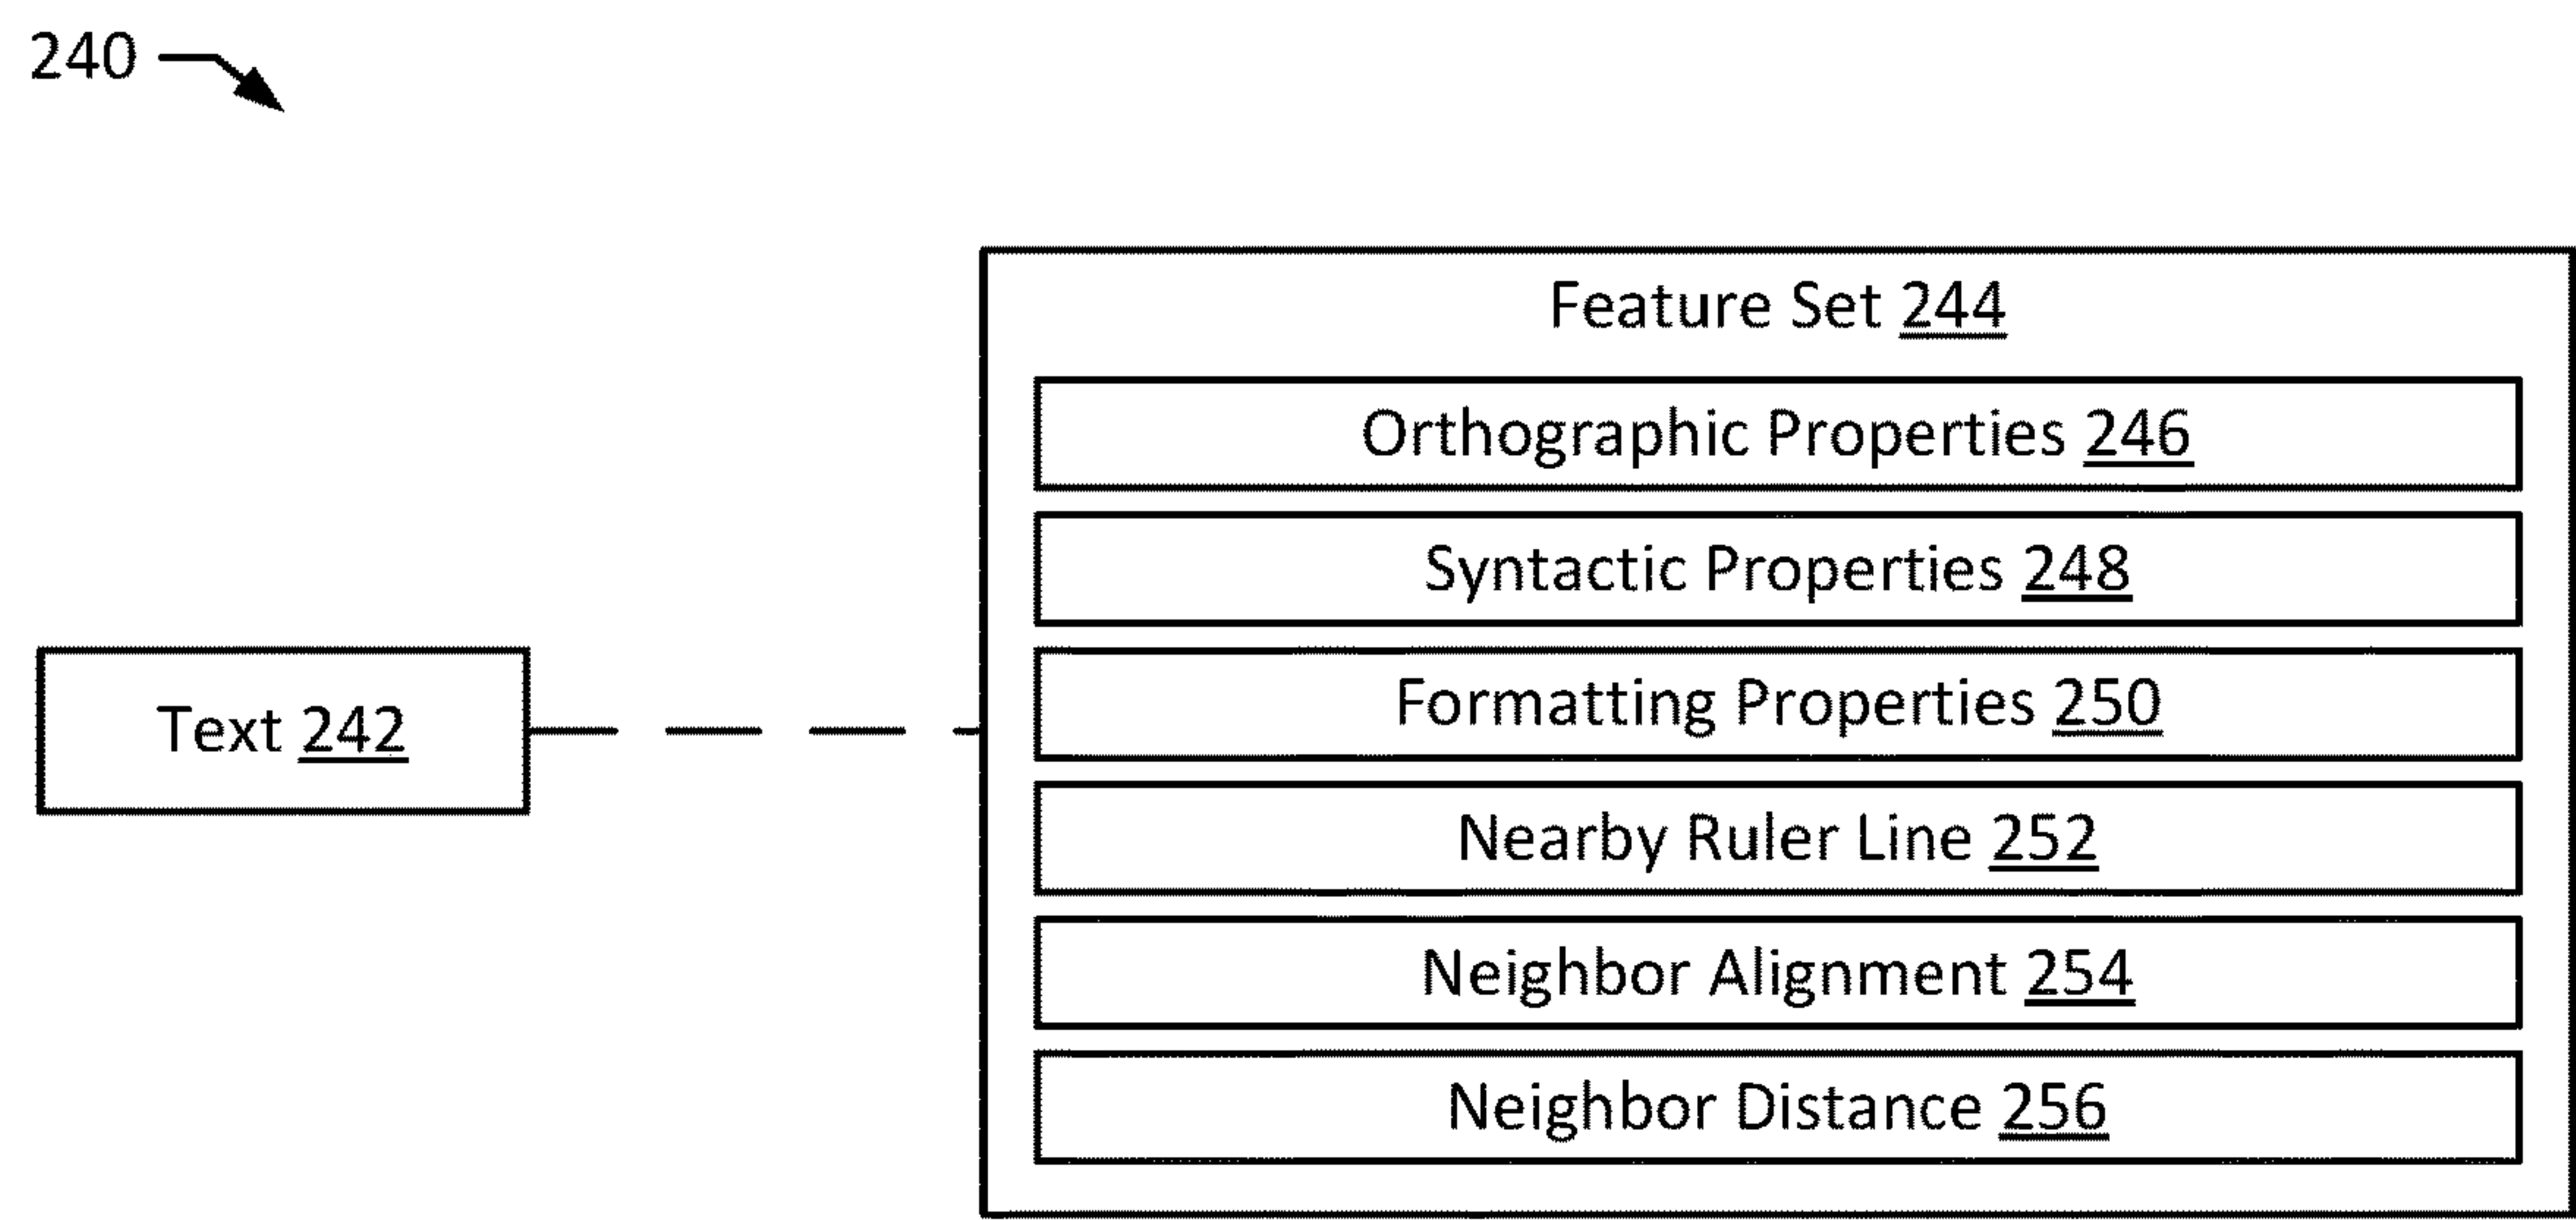 240
Feature Set 244
Orthographic Properties 246
Syntactic Properties 248
Formatting Properties 250
Text 242
Nearby Ruler Line 252
Neighbor Alignment 254
Neighbor Distance 256